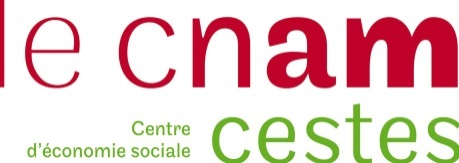 le cnam
Centre
d'économie sociale
cestes